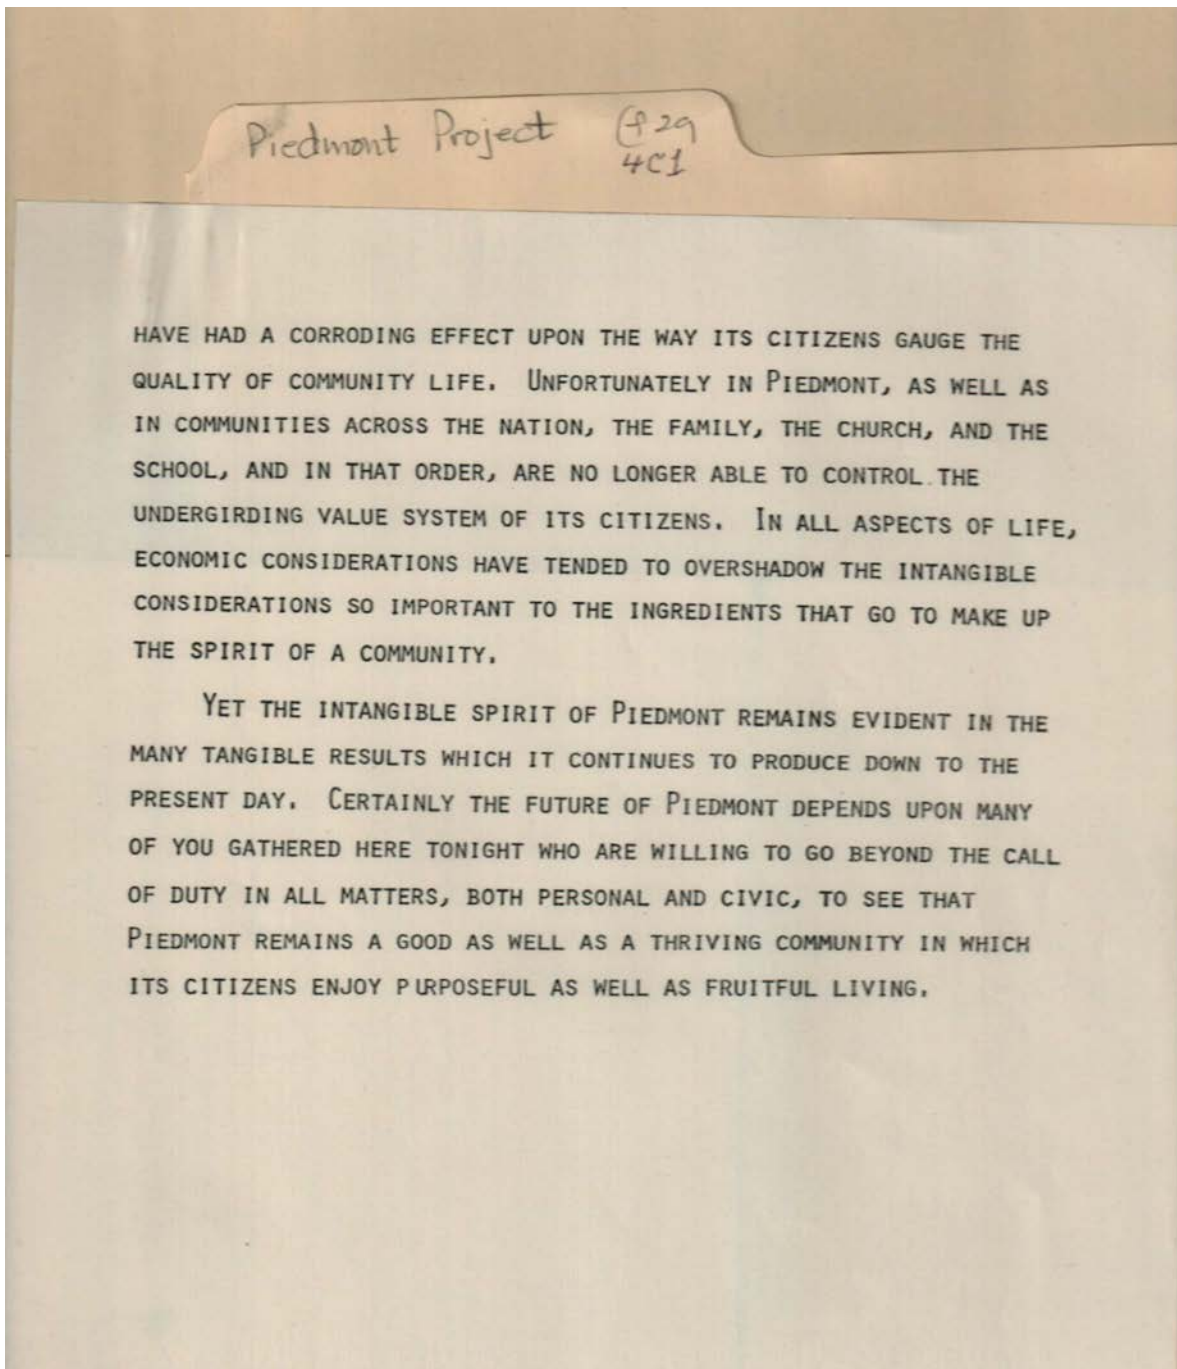 Piedmont Project (f29
4C1
HAVE HAD A CORRODING EFFECT UPON THE WAY ITS CITIZENS GAUGE THE
QUALITY OF COMMUNITY LIFE. UNFORTUNATELY IN PIEDMONT, AS WELL AS
IN COMMUNITIES ACROSS THE NATION, THE FAMILY, THE CHURCH, AND THE
SCHOOL, AND IN THAT ORDER, ARE NO LONGER ABLE TO CONTROL THE
UNDERGIRDING VALUE SYSTEM OF ITS CITIZENS. IN ALL ASPECTS OF LIFE,
ECONOMIC CONSIDERATIONS HAVE TENDED TO OVERSHADOW THE INTANGIBLE
CONSIDERATIONS SO IMPORTANT TO THE INGREDIENTS THAT GO TO MAKE UP
THE SPIRIT OF A COMMUNITY.
YET THE INTANGIBLE SPIRIT OF PIEDMONT REMAINS EVIDENT IN THE
MANY TANGIBLE RESULTS WHICH IT CONTINUES TO PRODUCE DOWN TO THE
PRESENT DAY. CERTAINLY THE FUTURE OF PIEDMONT DEPENDS UPON MANY
OF YOU GATHERED HERE TONIGHT WHO ARE WILLING TO GO BEYOND THE CALL
OF DUTY IN ALL MATTERS, BOTH PERSONAL AND CIVIC, TO SEE THAT
PIEDMONT REMAINS A GOOD AS WELL AS A THRIVING COMMUNITY IN WHICH
ITS CITIZENS ENJOY PURPOSEFUL AS WELL AS FRUITFUL LIVING.